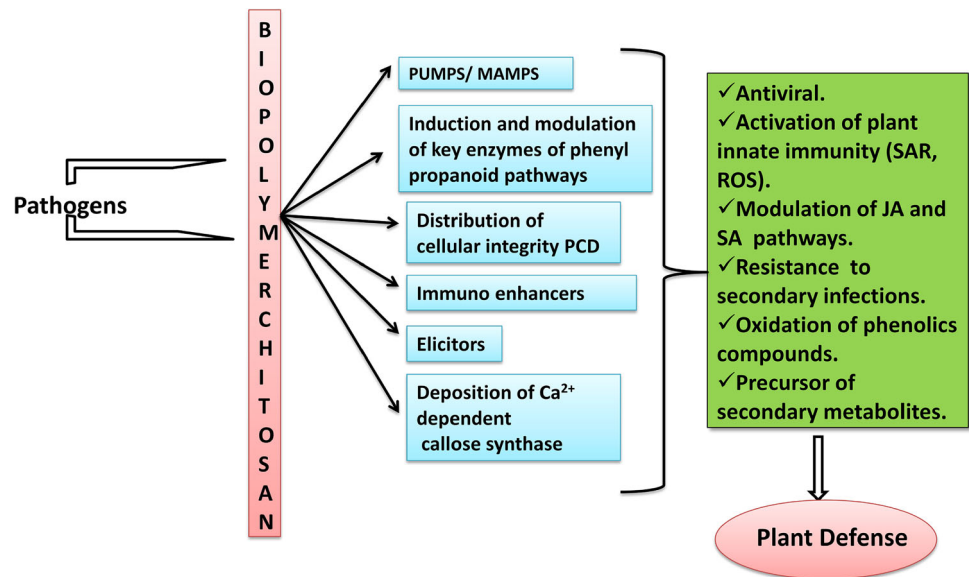 Pathogens
BIOPOLYMERCHITOSAN
PUMPS/ MAMPS
Induction and modulation
of key enzymes of phenyl
propanoid pathways
Distribution of
cellular integrity PCD
Immuno enhancers
Elicitors
Deposition of Ca²⁺
dependent
callose synthase
✓Antiviral.
✓Activation of plant
innate immunity (SAR,
ROS).
✓Modulation of JA and
SA pathways.
✓Resistance to
secondary infections.
✓Oxidation of phenolics
compounds.
✓Precursor of
secondary metabolites.
Plant Defense